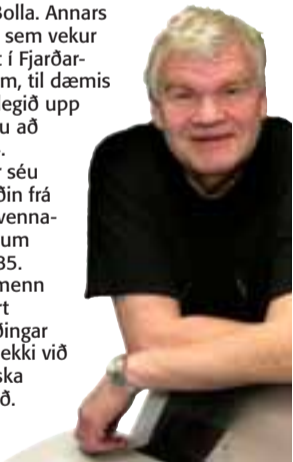 Bolla. Annars
sem vekur
t í Fjarðar-
m, til dæmis
legið upp
u að
.
r séu
ðin frá
venna-
um
35.
menn
rt
ðingar
ekki við
ska
ð.